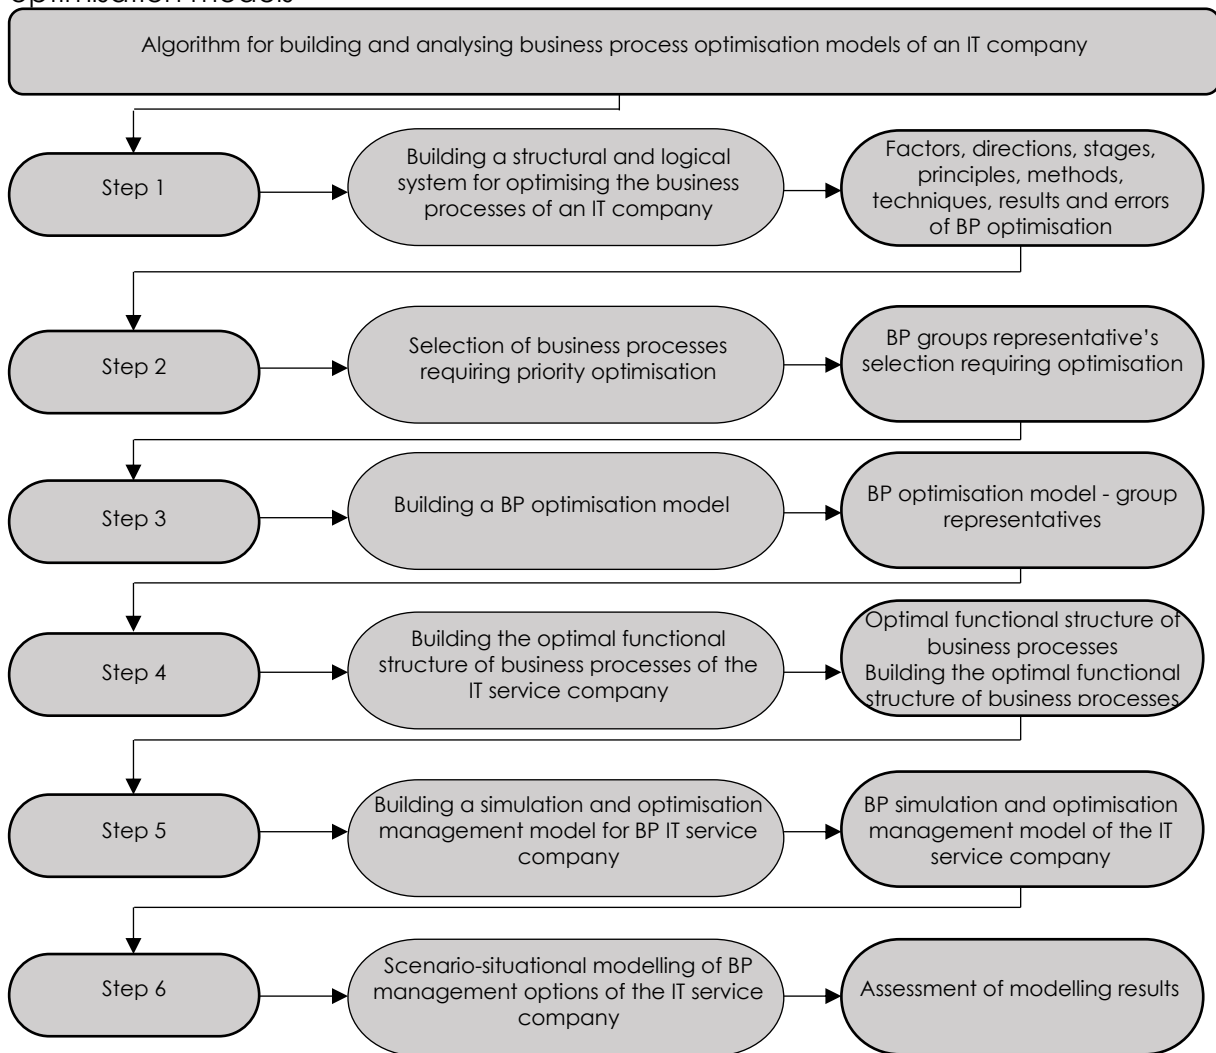 optimisation models
Algorithm for building and analysing business process optimisation models of an IT company
Step 1
Building a structural and logical
system for optimising the business
processes of an IT company
Factors, directions, stages,
principles, methods,
techniques, results and errors
of BP optimisation
Step 2
Selection of business processes
requiring priority optimisation
BP groups representative’s
selection requiring optimisation
Step 3
Building a BP optimisation model
BP optimisation model - group
representatives
Step 4
Building the optimal functional
structure of business processes of the
IT service company
Optimal functional structure of
business processes
Building the optimal functional
structure of business processes
Step 5
Building a simulation and optimisation
management model for BP IT service
company
BP simulation and optimisation
management model of the IT
service company
Step 6
Scenario-situational modelling of BP
management options of the IT service
company
Assessment of modelling results